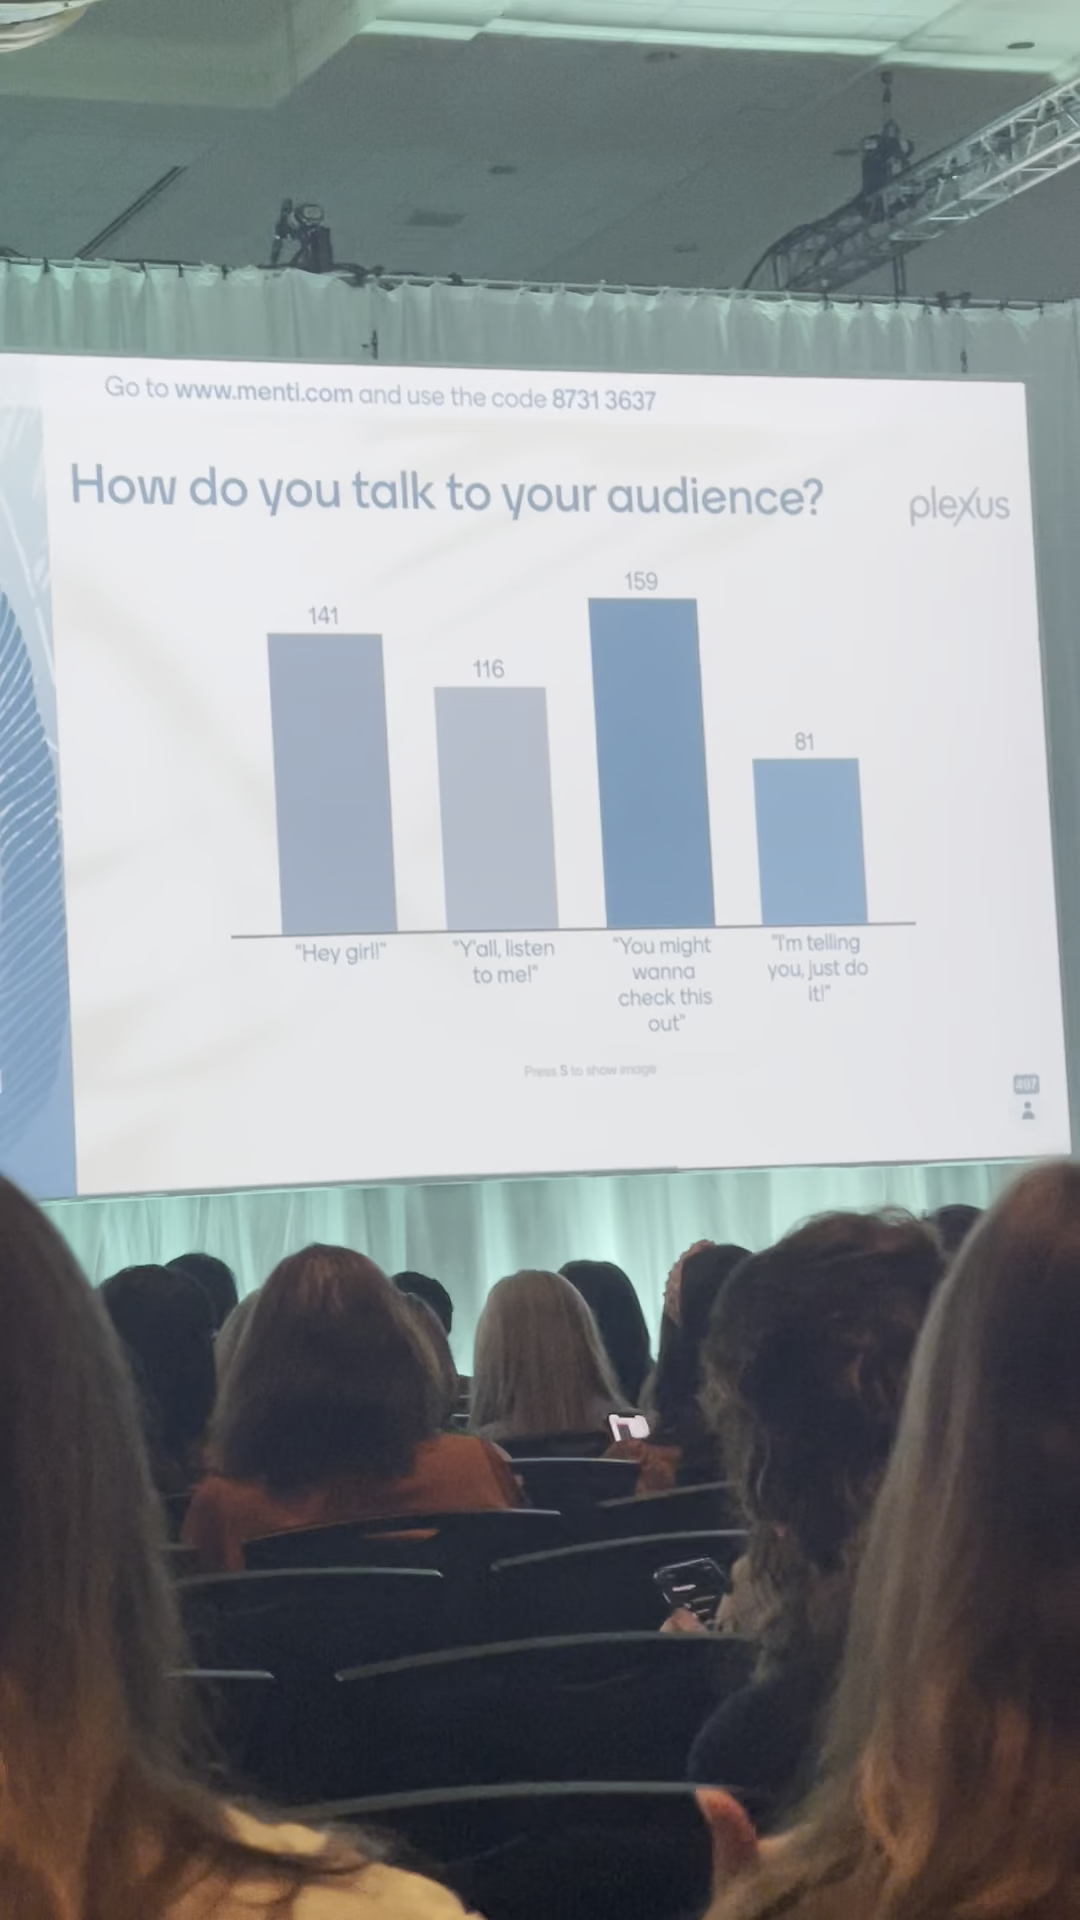 Go to www.menti.com and use the code 8731 3637
How do you talk to your audience?
plexus
141
116
159
81
"Hey girl!"
"Y'all, listen
to me!"
"You might
wanna
check this
out"
"I'm telling
you, just do
it!"
Press S to show image
497